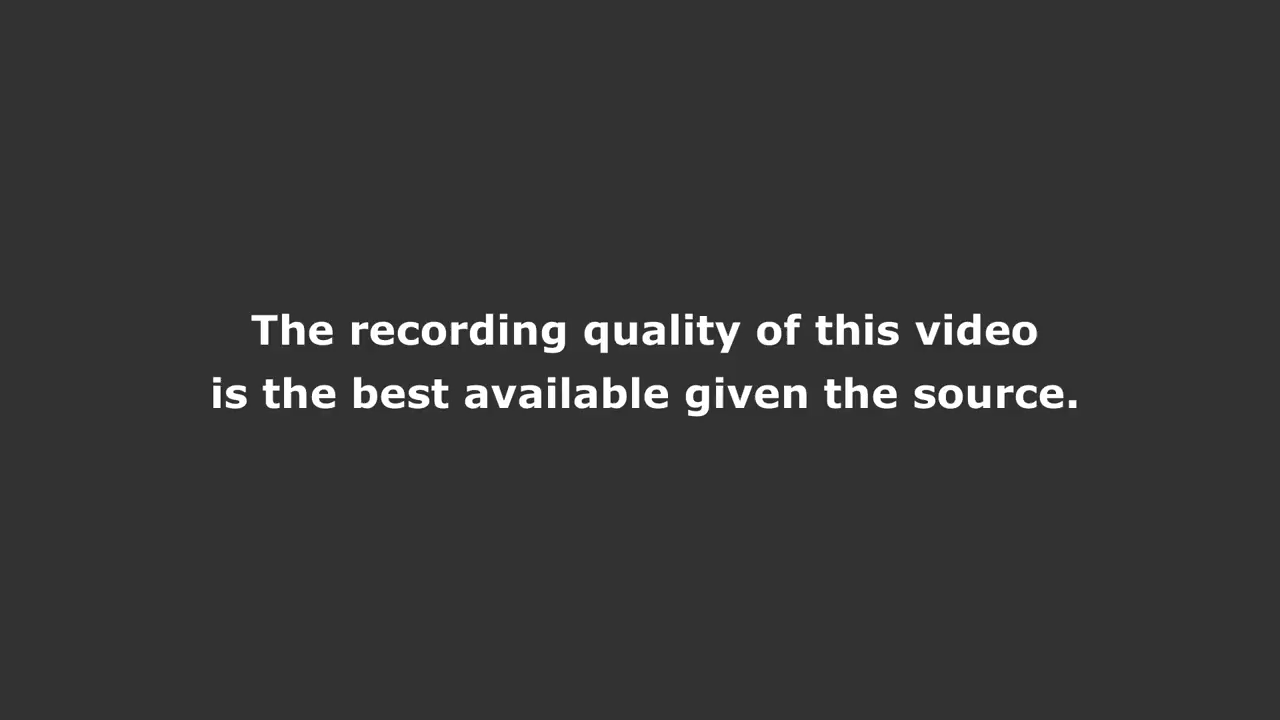 The recording quality of this video
is the best available given the source.